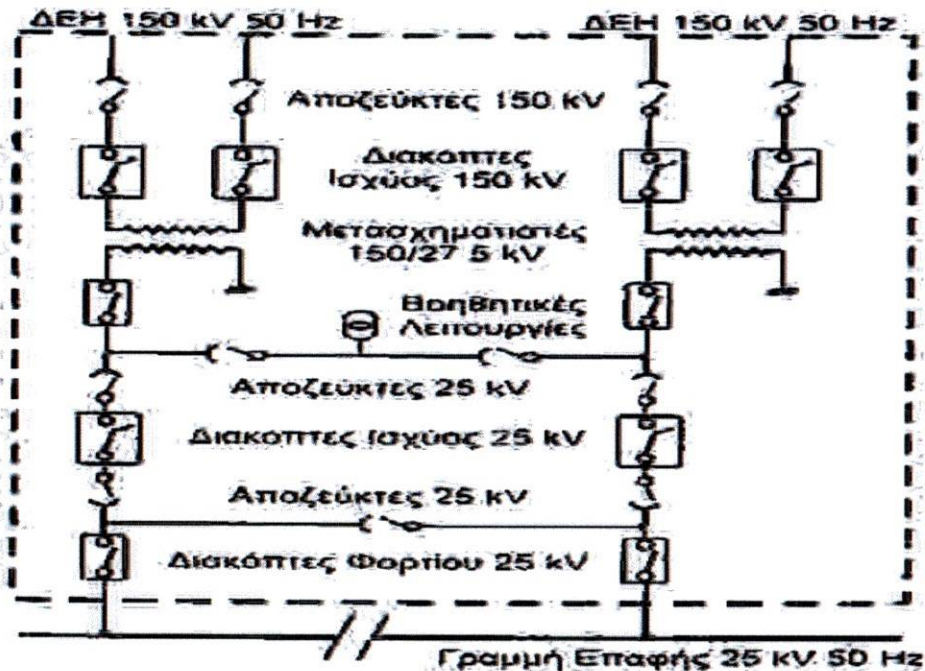 ΔΕΗ 150 kV 50 Hz
ΔΕΗ 150 kV 50 Hz
Αποζεύκτες 150 kV
Διακόπτες
Ισχύος 150 kV
Μετασχηματιστές
150/27 5 kV
Βοηθητικές
Λειτουργίες
Αποζεύκτες 25 kV
Διακόπτες Ισχύος 25 kV
Αποζεύκτες 25 kV
Διακόπτες Φορτίου 25 kV
Γραμμή Επαφής 25 kV 50 Hz